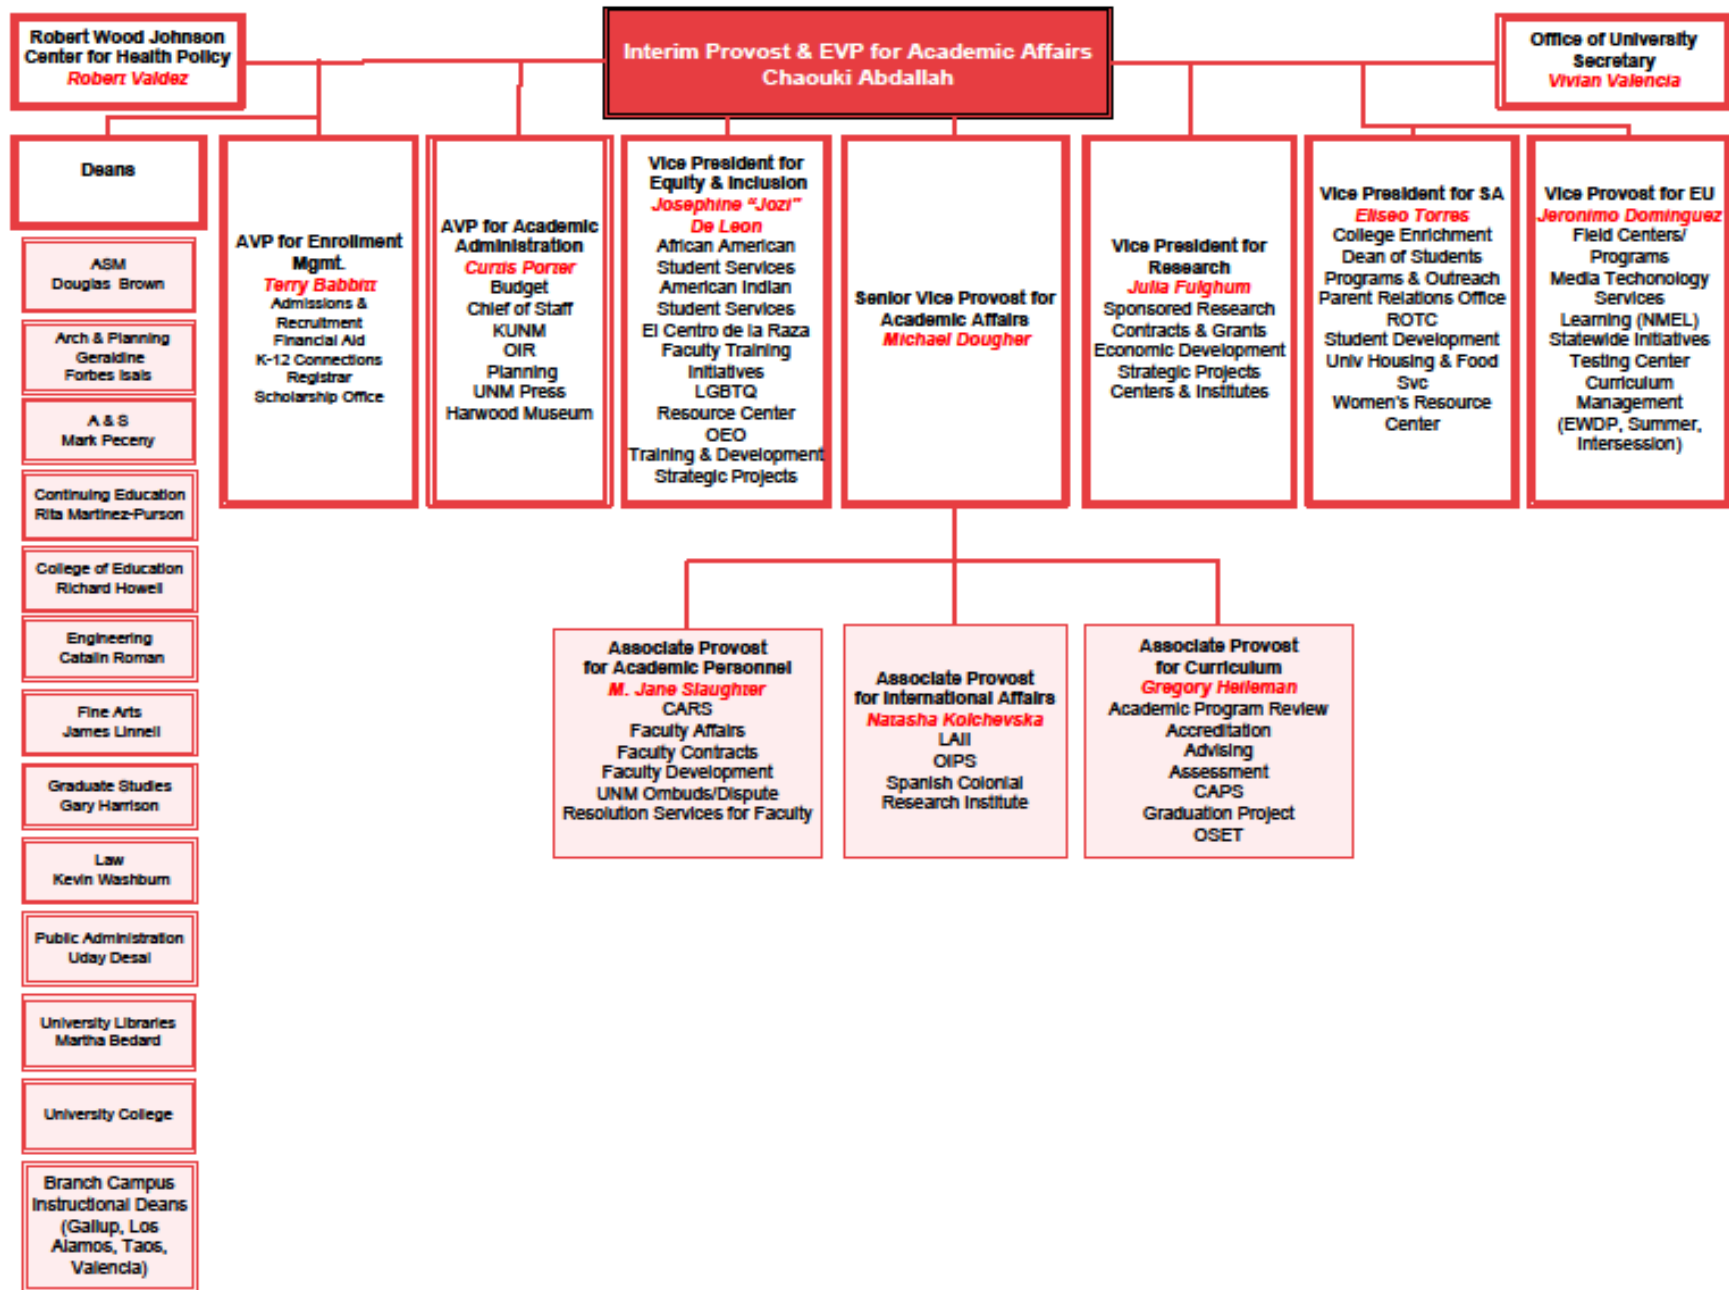 Robert Wood Johnson
Center for Health Policy
Robert Valdez
Interim Provost & EVP for Academic Affairs
Chaouki Abdallah
Office of University
Secretary
Vivian Valencia
Deans
ASM
Douglas Brown
Arch & Planning
Geraldine
Forbes Isais
A & S
Mark Peceny
Continuing Education
Rita Martinez-Purson
College of Education
Richard Howell
Engineering
Catalin Roman
Fine Arts
James Linnell
Graduate Studies
Gary Harrison
Law
Kevin Washburn
Public Administration
Uday Desai
University Libraries
Martha Bedard
University College
Branch Campus
Instructional Deans
(Gallup, Los
Alamos, Taos,
Valencia)
AVP for Enrollment
Mgmt.
Terry Babbitt
Admissions &
Recruitment
Financial Aid
K-12 Connections
Registrar
Scholarship Office
AVP for Academic
Administration
Curtis Porter
Budget
Chief of Staff
KUNM
OIR
Planning
UNM Press
Harwood Museum
Vice President for
Equity & Inclusion
Josephine “Jozi”
De Leon
African American
Student Services
American Indian
Student Services
El Centro de la Raza
Faculty Training
Initiatives
LGBTQ
Resource Center
OEO
Training & Development
Strategic Projects
Senior Vice Provost for
Academic Affairs
Michael Dougher
Vice President for
Research
Julia Fulghum
Sponsored Research
Contracts & Grants
Economic Development
Strategic Projects
Centers & Institutes
Vice President for SA
Eliseo Torres
College Enrichment
Dean of Students
Programs & Outreach
Parent Relations Office
ROTC
Student Development
Univ Housing & Food
Svc
Women's Resource
Center
Vice Provost for EU
Jeronimo Dominguez
Field Centers/
Programs
Media Techonology
Services
Learning (NMEL)
Statewide Initiatives
Testing Center
Curriculum
Management
(EWDP, Summer,
Intersession)
Associate Provost
for Academic Personnel
M. Jane Slaughter
CARS
Faculty Affairs
Faculty Contracts
Faculty Development
UNM Ombuds/Dispute
Resolution Services for Faculty
Associate Provost
for International Affairs
Natasha Kolchevska
LAII
OIPS
Spanish Colonial
Research Institute
Associate Provost
for Curriculum
Gregory Heileman
Academic Program Review
Accreditation
Advising
Assessment
CAPS
Graduation Project
OSET